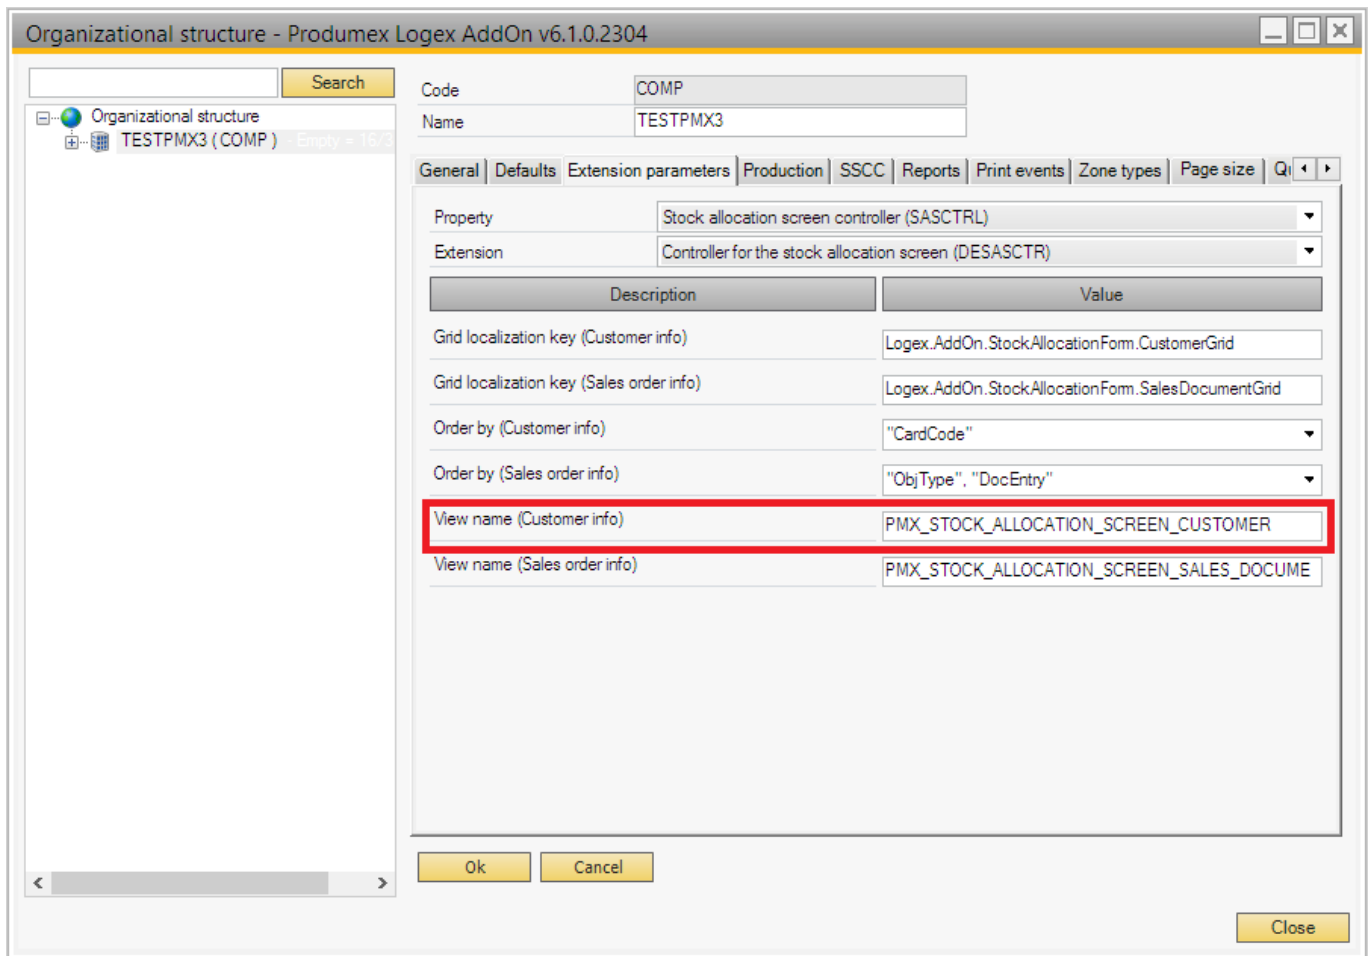 Organizational structure - Produmex Logex AddOn v6.1.0.2304
Search
Organizational structure
TESTPMX3 ( COMP ) - Empty = 16/3
Code COMP
Name TESTPMX3
General Defaults Extension parameters Production SSCC Reports Print events Zone types Page size
Property Stock allocation screen controller (SASCTRL)
Extension Controller for the stock allocation screen (DESASCTR)
Description Value
Grid localization key (Customer info) Logex.AddOn.StockAllocationForm.CustomerGrid
Grid localization key (Sales order info) Logex.AddOn.StockAllocationForm.SalesDocumentGrid
Order by (Customer info) "CardCode"
Order by (Sales order info) "ObjType", "DocEntry"
View name (Customer info) PMX_STOCK_ALLOCATION_SCREEN_CUSTOMER
View name (Sales order info) PMX_STOCK_ALLOCATION_SCREEN_SALES_DOCUME
Ok Cancel
Close